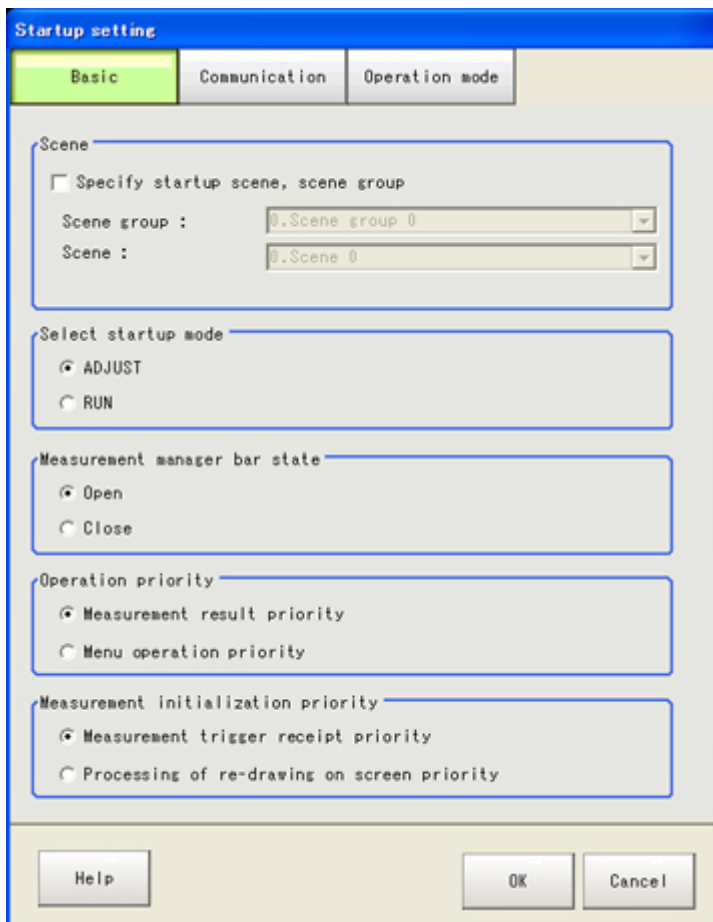 Startup setting
Basic Communication Operation mode
Scene
Specify startup scene, scene group
Scene group : 0.Scene group 0
Scene : 0.Scene 0
Select startup mode
ADJUST
RUN
Measurement manager bar state
Open
Close
Operation priority
Measurement result priority
Menu operation priority
Measurement initialization priority
Measurement trigger receipt priority
Processing of re-drawing on screen priority
Help OK Cancel